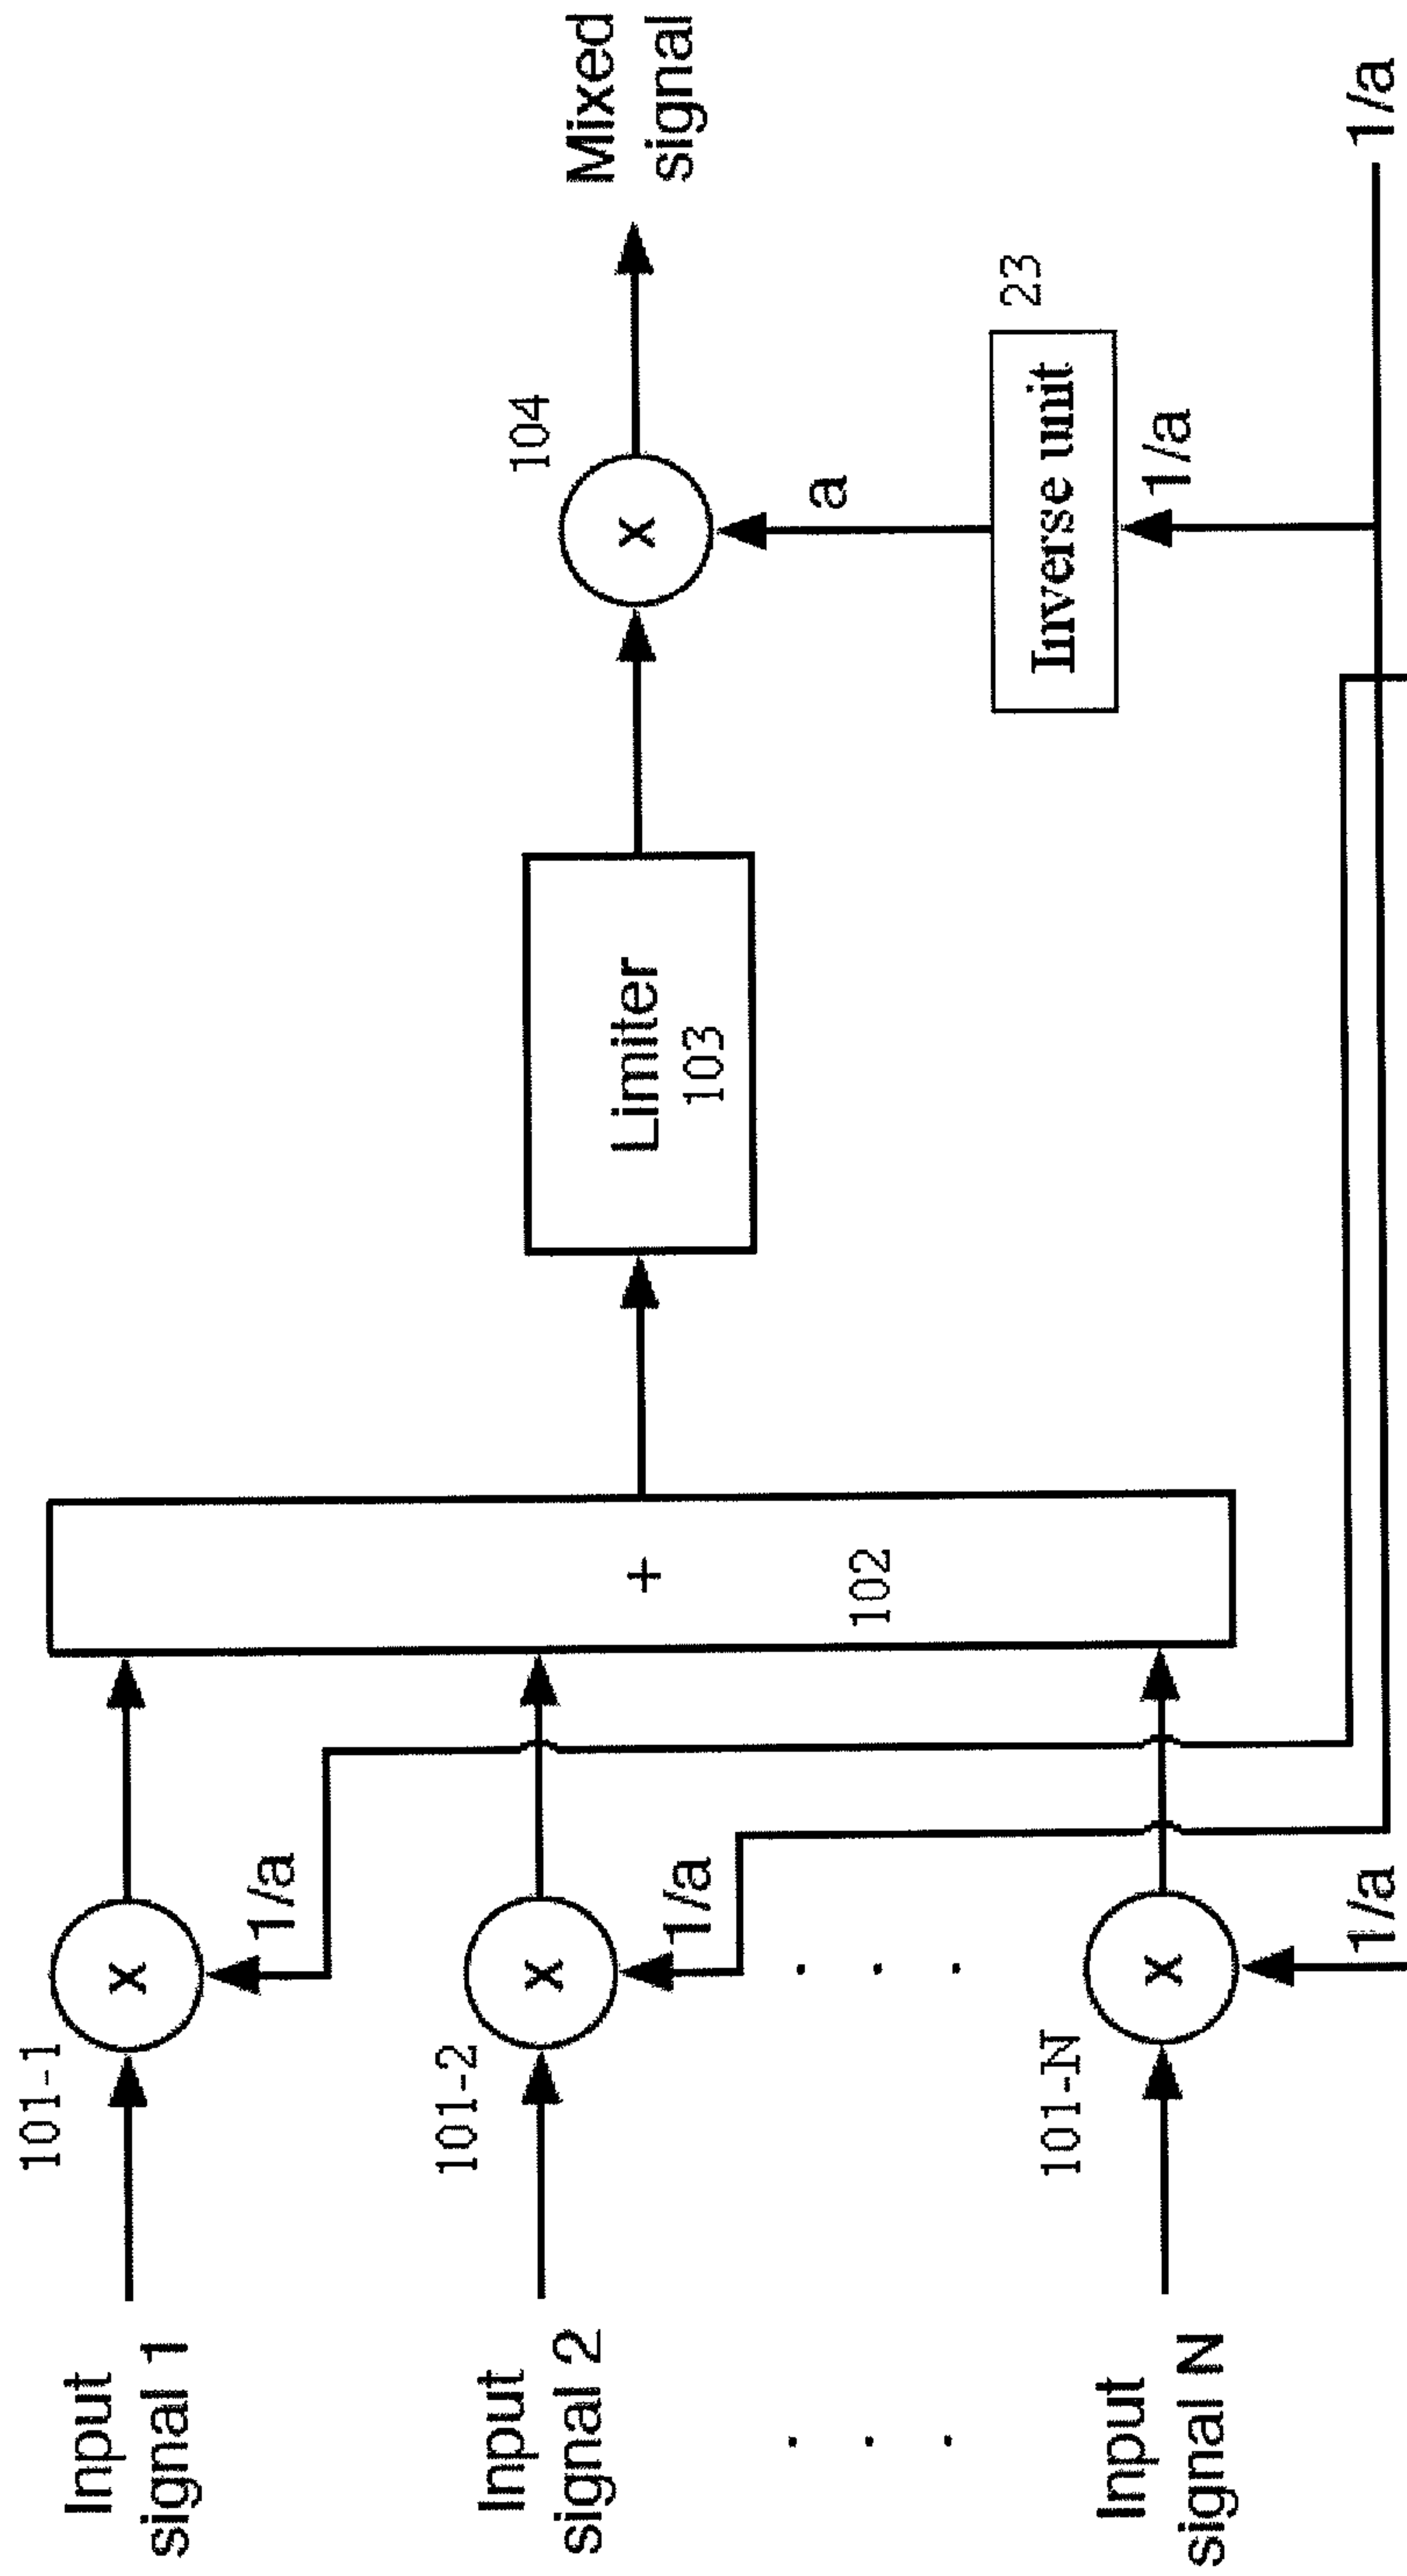 Input
signal 1
101-1
x
1/a
Input
signal 2
101-2
x
1/a
. . .
. . .
Input
signal N
101-N
x
1/a
+
102
Limiter
103
104
x
a
Inverse unit
23
1/a
Mixed
signal
1/a